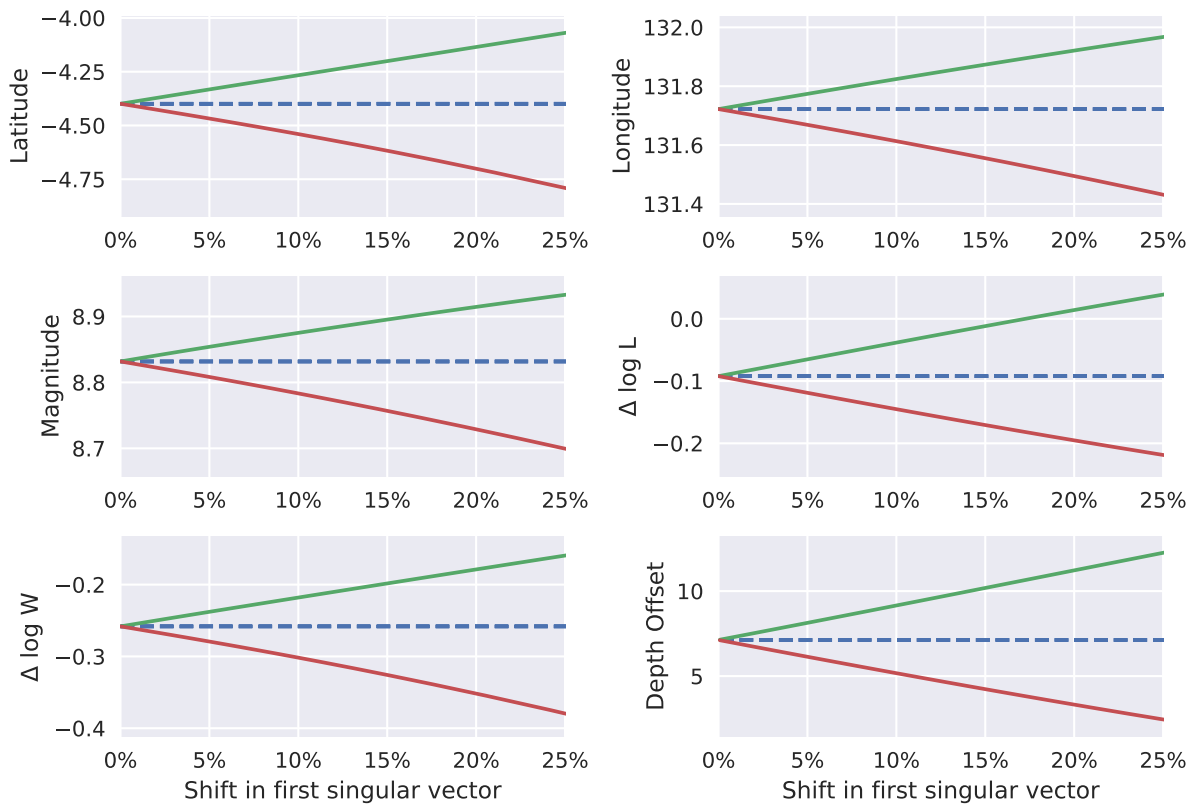 −4.00
−4.25
−4.50
−4.75
Latitude
0% 5% 10% 15% 20% 25%
132.0
131.8
131.6
131.4
Longitude
0% 5% 10% 15% 20% 25%
8.9
8.8
8.7
Magnitude
0% 5% 10% 15% 20% 25%
0.0
−0.1
−0.2
Δ log L
0% 5% 10% 15% 20% 25%
−0.2
−0.3
−0.4
Δ log W
0% 5% 10% 15% 20% 25%
Shift in first singular vector
10
5
Depth Offset
0% 5% 10% 15% 20% 25%
Shift in first singular vector